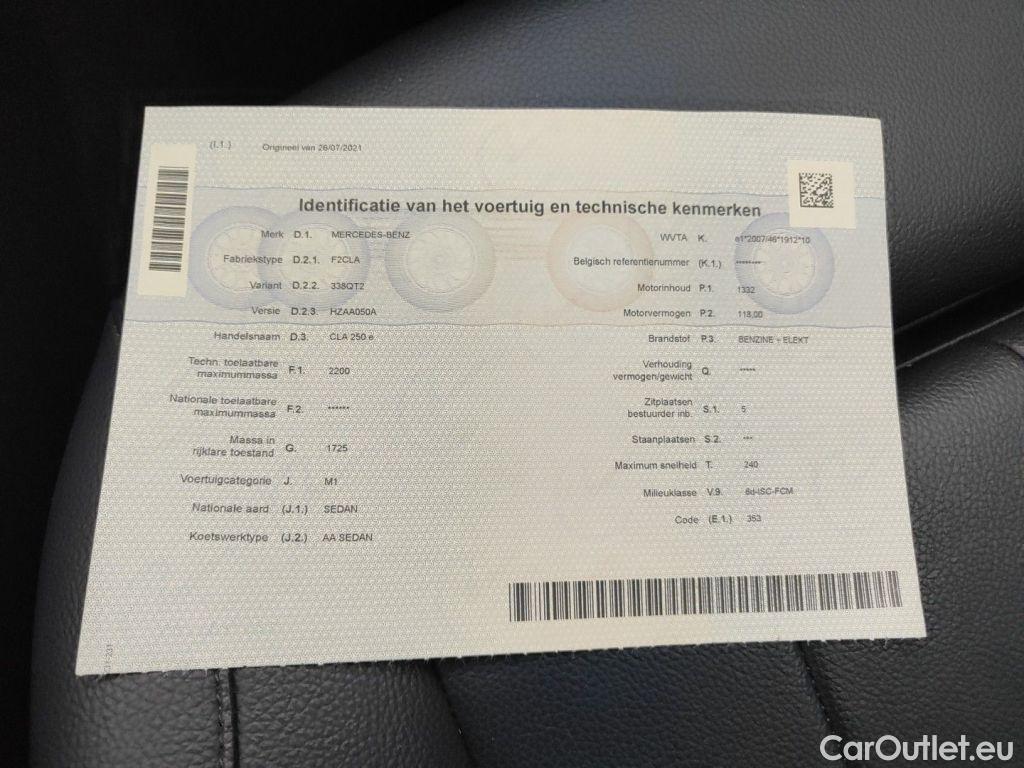 (I.1.) Origineel van 26/07/2021
Identificatie van het voertuig en technische kenmerken
Merk D.1. MERCEDES-BENZ
Fabriekstype D.2.1. F2CLA
Variant D.2.2. 338QT2
Versie D.2.3. HZAA050A
Handelsnaam D.3. CLA 250 e
Techn. toelaatbare
maximummassa F.1. 2200
Nationale toelaatbare
maximummassa F.2. ******
Massa in
rijklare toestand G. 1725
Voertuigcategorie J. M1
Nationale aard (J.1.) SEDAN
Koetswerktype (J.2.) AA SEDAN
WVTA K. e1*2007/46*1912*10
Belgisch referentienummer (K.1.) ********
Motorinhoud P.1. 1332
Motorvermogen P.2. 118,00
Brandstof P.3. BENZINE + ELEKT
Verhouding
vermogen/gewicht Q. *****
Zitplaatsen
bestuurder inb. S.1. 5
Staanplaatsen S.2. ***
Maximum snelheid T. 240
Milieuklasse V.9. 6d-ISC-FCM
Code (E.1.) 353
CarOutlet.eu